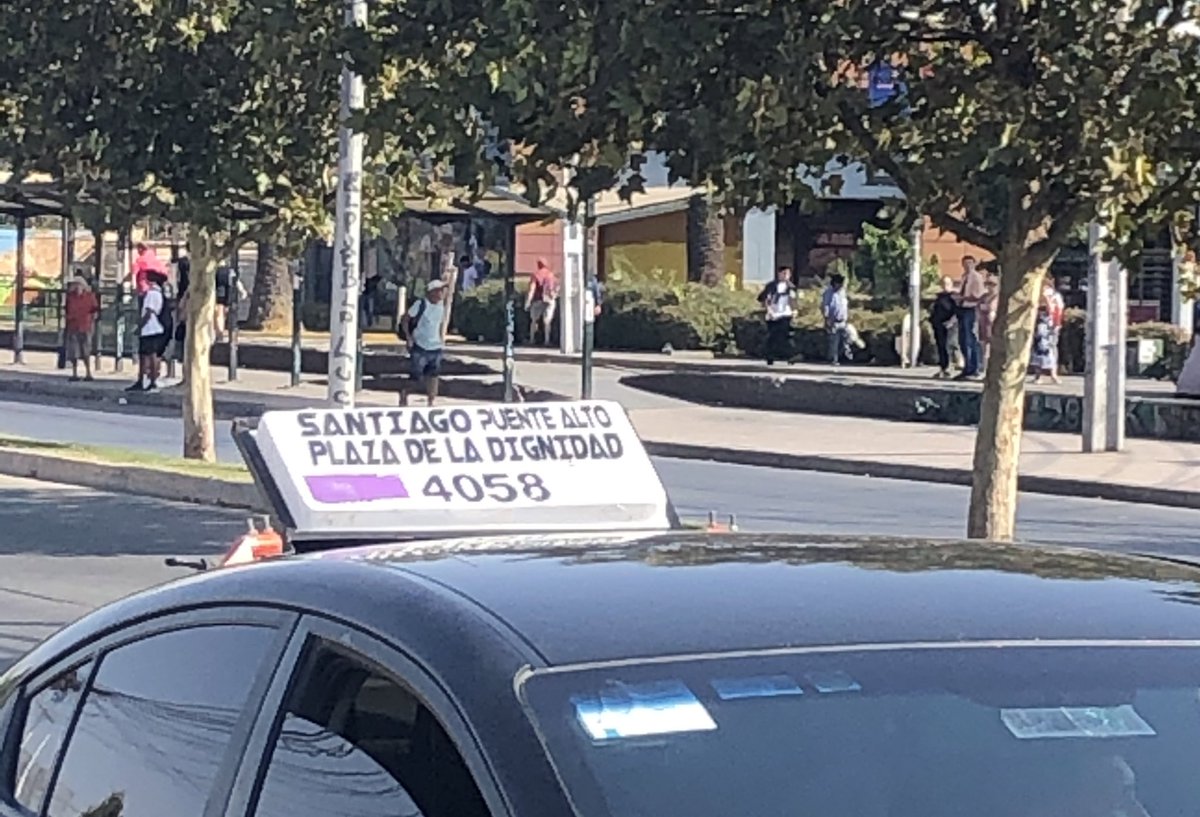 SANTIAGO PUENTE ALTO
PLAZA DE LA DIGNIDAD
4058